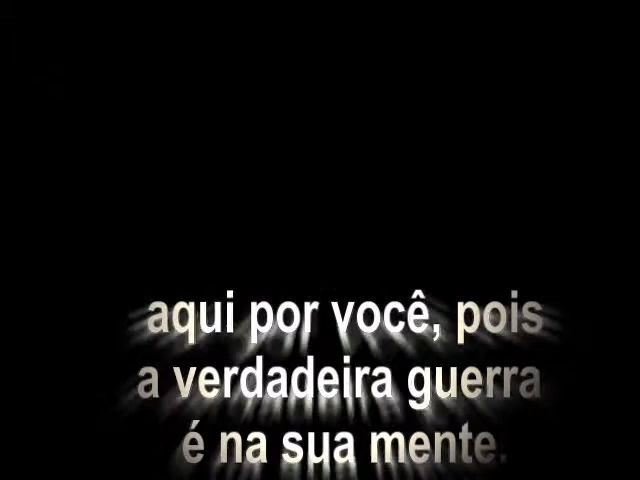 aqui por você, pois
a verdadeira guerra
é na sua mente.